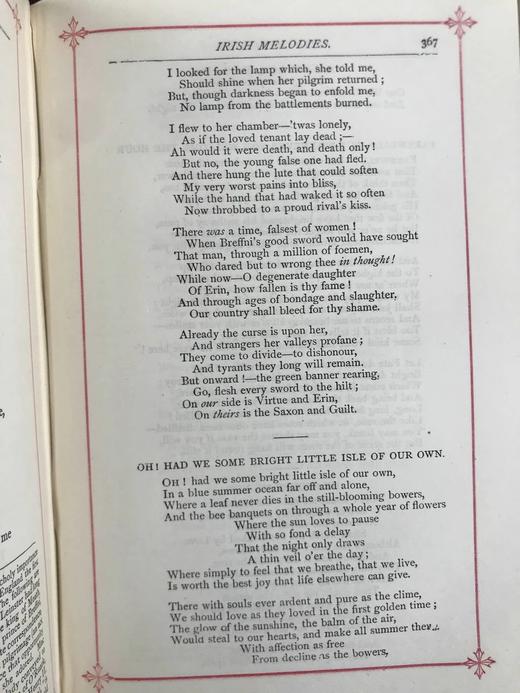 IRISH MELODIES. 367
I looked for the lamp which, she told me,
Should shine when her pilgrim returned ;
But, though darkness began to enfold me,
No lamp from the battlements burned.
I flew to her chamber—'twas lonely,
As if the loved tenant lay dead ;—
Ah would it were death, and death only !
But no, the young false one had fled.
And there hung the lute that could soften
My very worst pains into bliss,
While the hand that had waked it so often
Now throbbed to a proud rival's kiss.
There was a time, falsest of women !
When Breffni's good sword would have sought
That man, through a million of foemen,
Who dared but to wrong thee in thought !
While now—O degenerate daughter
Of Erin, how fallen is thy fame !
And through ages of bondage and slaughter,
Our country shall bleed for thy shame.
Already the curse is upon her,
And strangers her valleys profane ;
They come to divide—to dishonour,
And tyrants they long will remain.
But onward !—the green banner rearing,
Go, flesh every sword to the hilt ;
On our side is Virtue and Erin,
On theirs is the Saxon and Guilt.
OH! HAD WE SOME BRIGHT LITTLE ISLE OF OUR OWN.
OH ! had we some bright little isle of our own,
In a blue summer ocean far off and alone,
Where a leaf never dies in the still-blooming bowers,
And the bee banquets on through a whole year of flowers
Where the sun loves to pause
With so fond a delay
That the night only draws
A thin veil o'er the day ;
Where simply to feel that we breathe, that we live,
Is worth the best joy that life elsewhere can give.
There with souls ever ardent and pure as the clime,
We should love as they loved in the first golden time ;
The glow of the sunshine, the balm of the air,
Would steal to our hearts, and make all summer there.
With affection as free
From decline as the bowers,
me